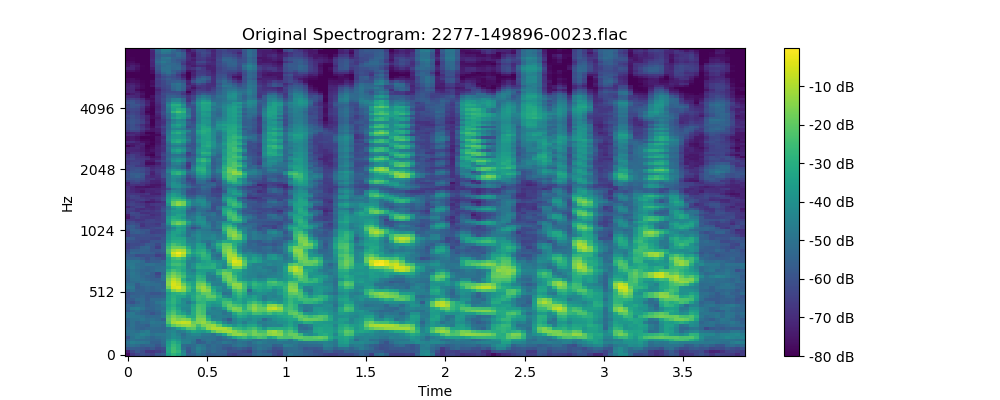 Original Spectrogram: 2277-149896-0023.flac
Hz
4096
2048
1024
512
0
0
0.5
1
1.5
2
2.5
3
3.5
Time
-10 dB
-20 dB
-30 dB
-40 dB
-50 dB
-60 dB
-70 dB
-80 dB